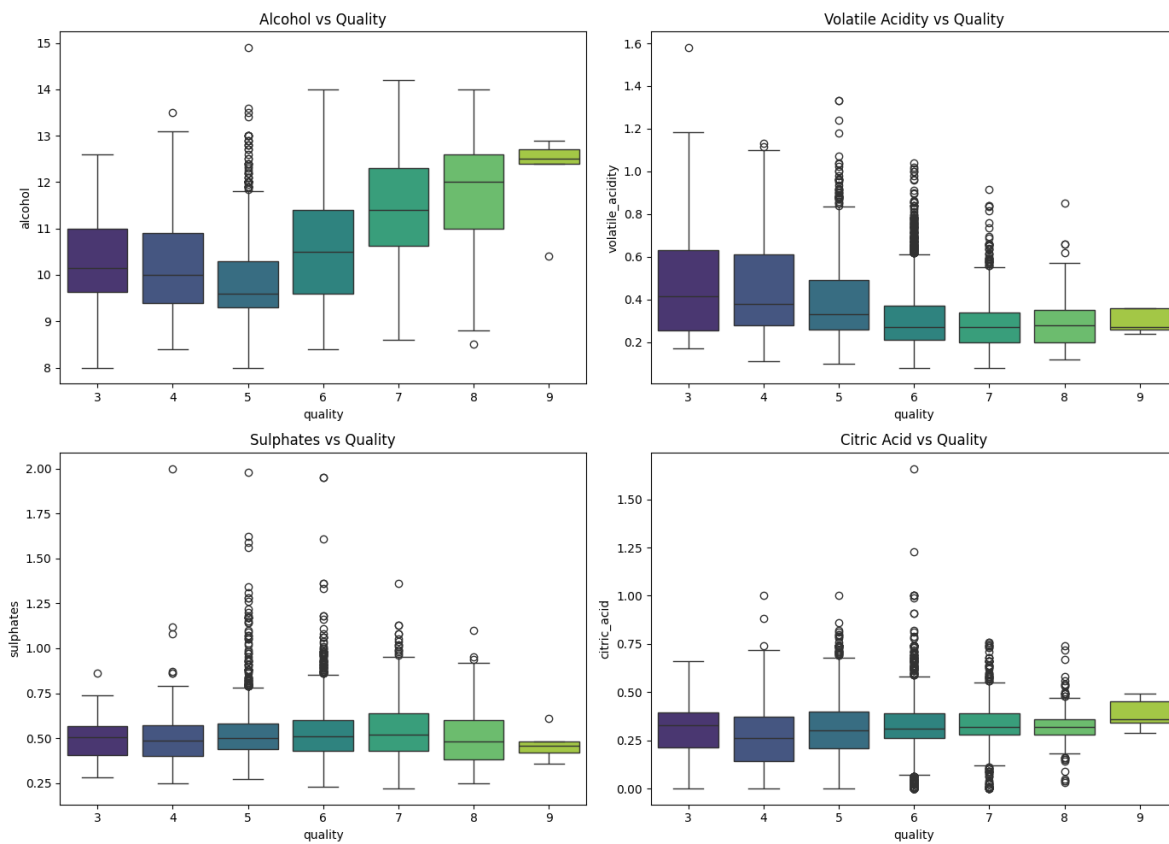 Alcohol vs Quality
15
14
13
12
11
10
9
8
alcohol
3 4 5 6 7 8 9
quality
Volatile Acidity vs Quality
1.6
1.4
1.2
1.0
0.8
0.6
0.4
0.2
volatile_acidity
3 4 5 6 7 8 9
quality
Sulphates vs Quality
2.00
1.75
1.50
1.25
1.00
0.75
0.50
0.25
sulphates
3 4 5 6 7 8 9
quality
Citric Acid vs Quality
1.50
1.25
1.00
0.75
0.50
0.25
0.00
citric_acid
3 4 5 6 7 8 9
quality